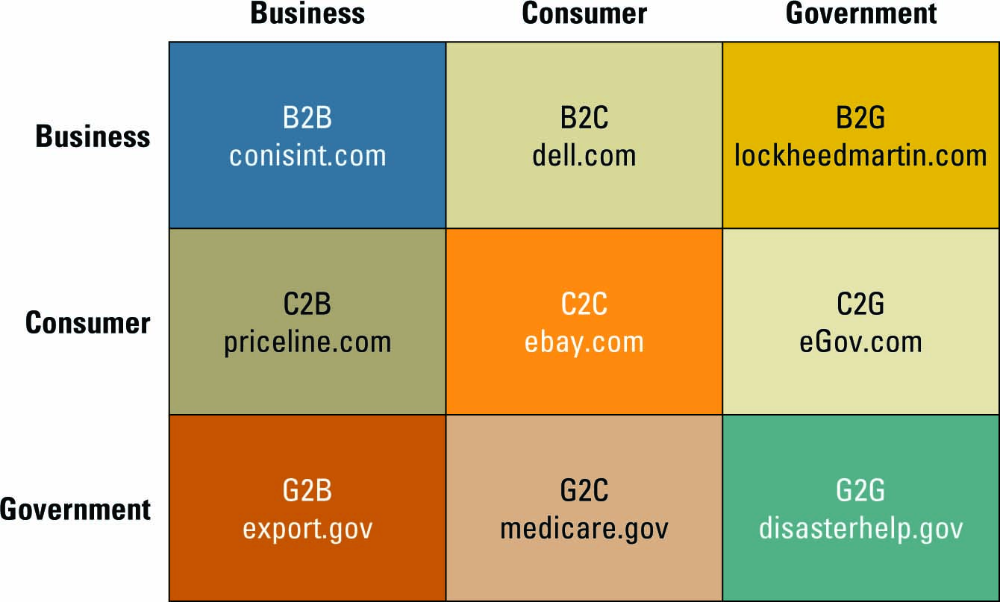 Business Consumer Government
Business
B2B
conisint.com
B2C
dell.com
B2G
lockheedmartin.com
Consumer
C2B
priceline.com
C2C
ebay.com
C2G
eGov.com
Government
G2B
export.gov
G2C
medicare.gov
G2G
disasterhelp.gov